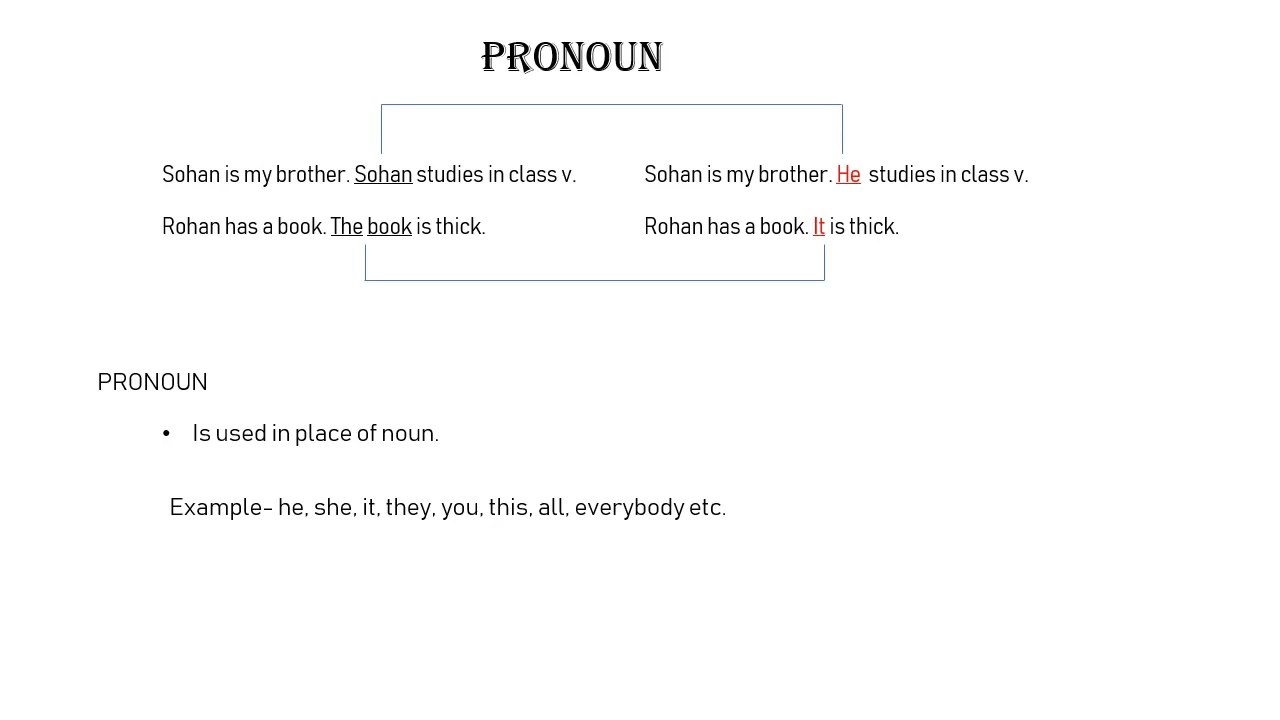 PRONOUN
Sohan is my brother. Sohan studies in class v.
Sohan is my brother. He studies in class v.
Rohan has a book. The book is thick.
Rohan has a book. It is thick.
PRONOUN
• Is used in place of noun.
Example- he, she, it, they, you, this, all, everybody etc.